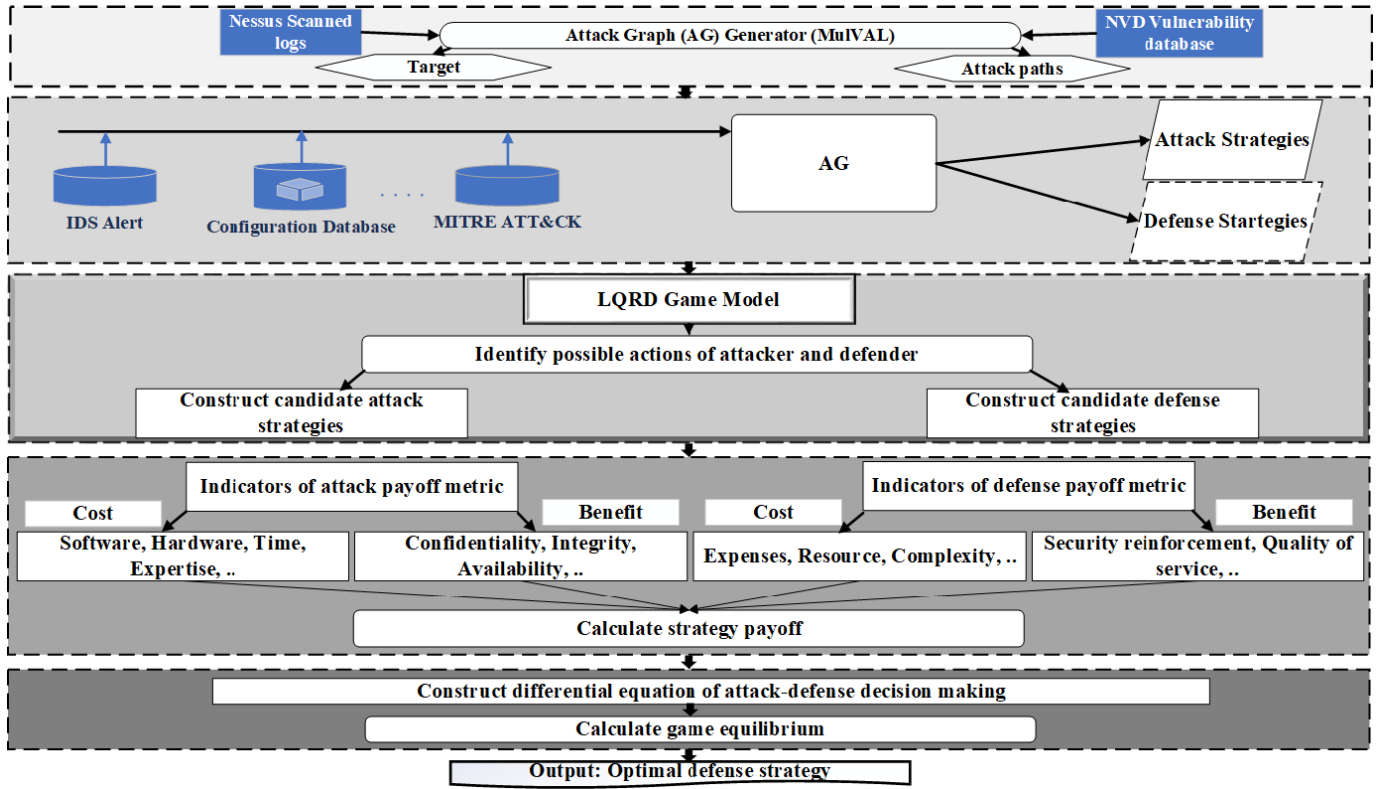 Nessus Scanned
logs
Attack Graph (AG) Generator (MulVAL)
NVD Vulnerability
database
Target
Attack paths
AG
Attack Strategies
Defense Startegies
IDS Alert
Configuration Database
. . . .
MITRE ATT&CK
LQRD Game Model
Identify possible actions of attacker and defender
Construct candidate attack
strategies
Construct candidate defense
strategies
Indicators of attack payoff metric
Indicators of defense payoff metric
Cost
Benefit
Cost
Benefit
Software, Hardware, Time,
Expertise, ..
Confidentiality, Integrity,
Availability, ..
Expenses, Resource, Complexity, ..
Security reinforcement, Quality of
service, ..
Calculate strategy payoff
Construct differential equation of attack-defense decision making
Calculate game equilibrium
Output: Optimal defense strategy